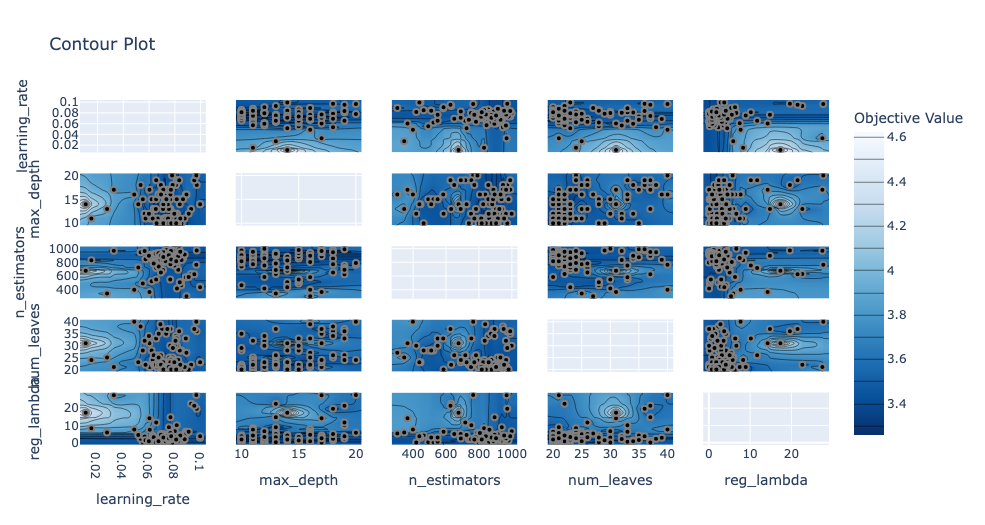 Contour Plot
learning_rate
0.1
0.08
0.06
0.04
0.02
max_depth
20
15
10
n_estimators
1000
800
600
400
num_leaves
40
35
30
25
20
reg_lambda
20
10
0
0.02 0.04 0.06 0.08 0.1
learning_rate
10 15 20
max_depth
400 600 800 1000
n_estimators
20 25 30 35 40
num_leaves
0 10 20
reg_lambda
Objective Value
4.6
4.4
4.2
4
3.8
3.6
3.4